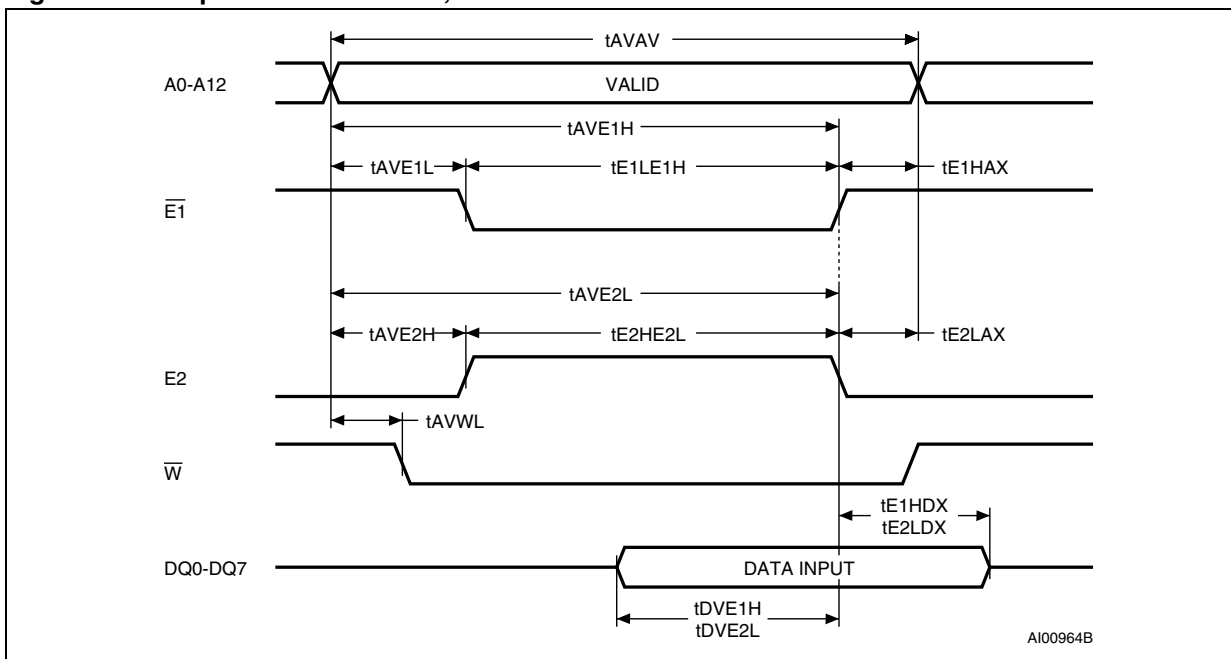 tAVAV
A0-A12
VALID
tAVE1H
tAVE1L
tE1LE1H
tE1HAX
E1
tAVE2L
tAVE2H
tE2HE2L
tE2LAX
E2
tAVWL
W
tE1HDX
tE2LDX
DQ0-DQ7
DATA INPUT
tDVE1H
tDVE2L
AI00964B